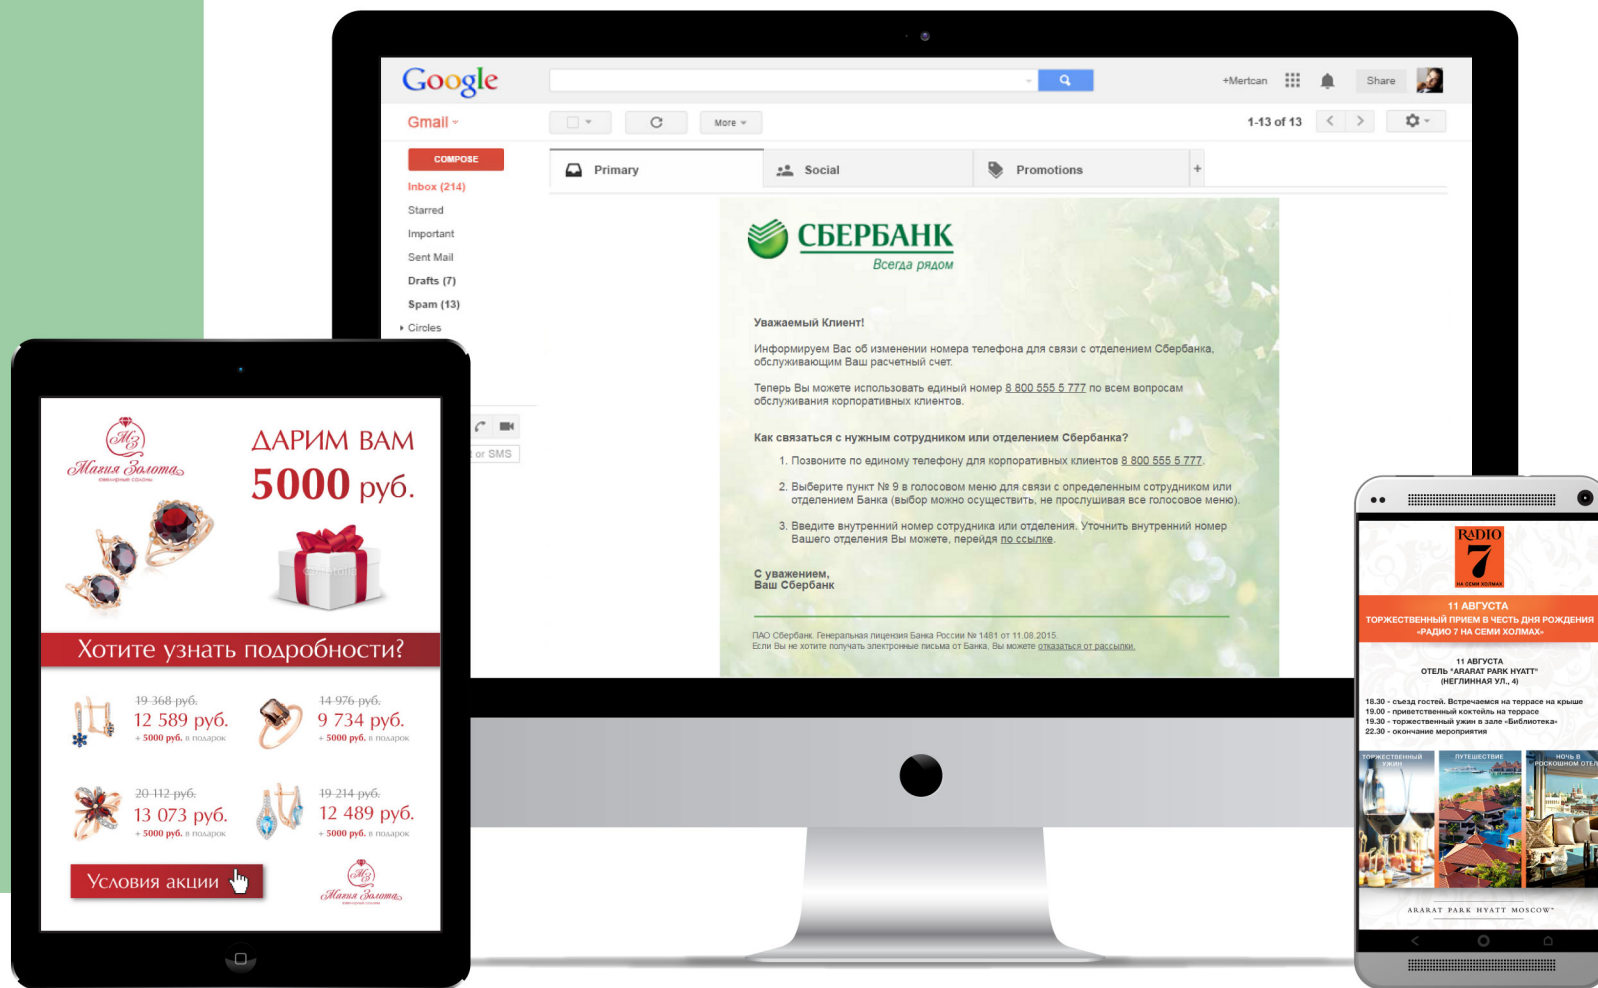 Google
+Mertcan
Share
Gmail
More
1-13 of 13
COMPOSE
Primary
Social
Promotions
+
Inbox (214)
Starred
Important
Sent Mail
Drafts (7)
Spam (13)
Circles
t or SMS
СБЕРБАНК
Всегда рядом
Уважаемый Клиент!
Информируем Вас об изменении номера телефона для связи с отделением Сбербанка,
обслуживающим Ваш расчетный счет.
Теперь Вы можете использовать единый номер 8 800 555 5 777 по всем вопросам
обслуживания корпоративных клиентов.
Как связаться с нужным сотрудником или отделением Сбербанка?
1. Позвоните по единому телефону для корпоративных клиентов 8 800 555 5 777.
2. Выберите пункт № 9 в голосовом меню для связи с определенным сотрудником или
отделением Банка (выбор можно осуществить, не прослушивая все голосовое меню).
3. Введите внутренний номер сотрудника или отделения. Уточнить внутренний номер
Вашего отделения Вы можете, перейдя по ссылке.
С уважением,
Ваш Сбербанк
ПАО Сбербанк. Генеральная лицензия Банка России № 1481 от 11.08.2015.
Если Вы не хотите получать электронные письма от Банка, Вы можете отказаться от рассылки.
МЗ
Магия Золота
ювелирные салоны
ДАРИМ ВАМ
5000 руб.
Хотите узнать подробности?
19 368 руб.
12 589 руб.
+ 5000 руб. в подарок
14 976 руб.
9 734 руб.
+ 5000 руб. в подарок
20 112 руб.
13 073 руб.
+ 5000 руб. в подарок
19 214 руб.
12 489 руб.
+ 5000 руб. в подарок
Условия акции
МЗ
Магия Золота
ювелирные салоны
RADIO
7
НА СЕМИ ХОЛМАХ
11 АВГУСТА
ТОРЖЕСТВЕННЫЙ ПРИЕМ В ЧЕСТЬ ДНЯ РОЖДЕНИЯ
«РАДИО 7 НА СЕМИ ХОЛМАХ»
11 АВГУСТА
ОТЕЛЬ "ARARAT PARK HYATT"
(НЕГЛИННАЯ УЛ., 4)
18.30 - съезд гостей. Встречаемся на террасе на крыше
19.00 - приветственный коктейль на террасе
19.30 - торжественный ужин в зале «Библиотека»
22.30 - окончание мероприятия
ТОРЖЕСТВЕННЫЙ
УЖИН
ПУТЕШЕСТВИЕ
НОЧЬ В
РОСКОШНОМ ОТЕЛ
ARARAT PARK HYATT MOSCOW™